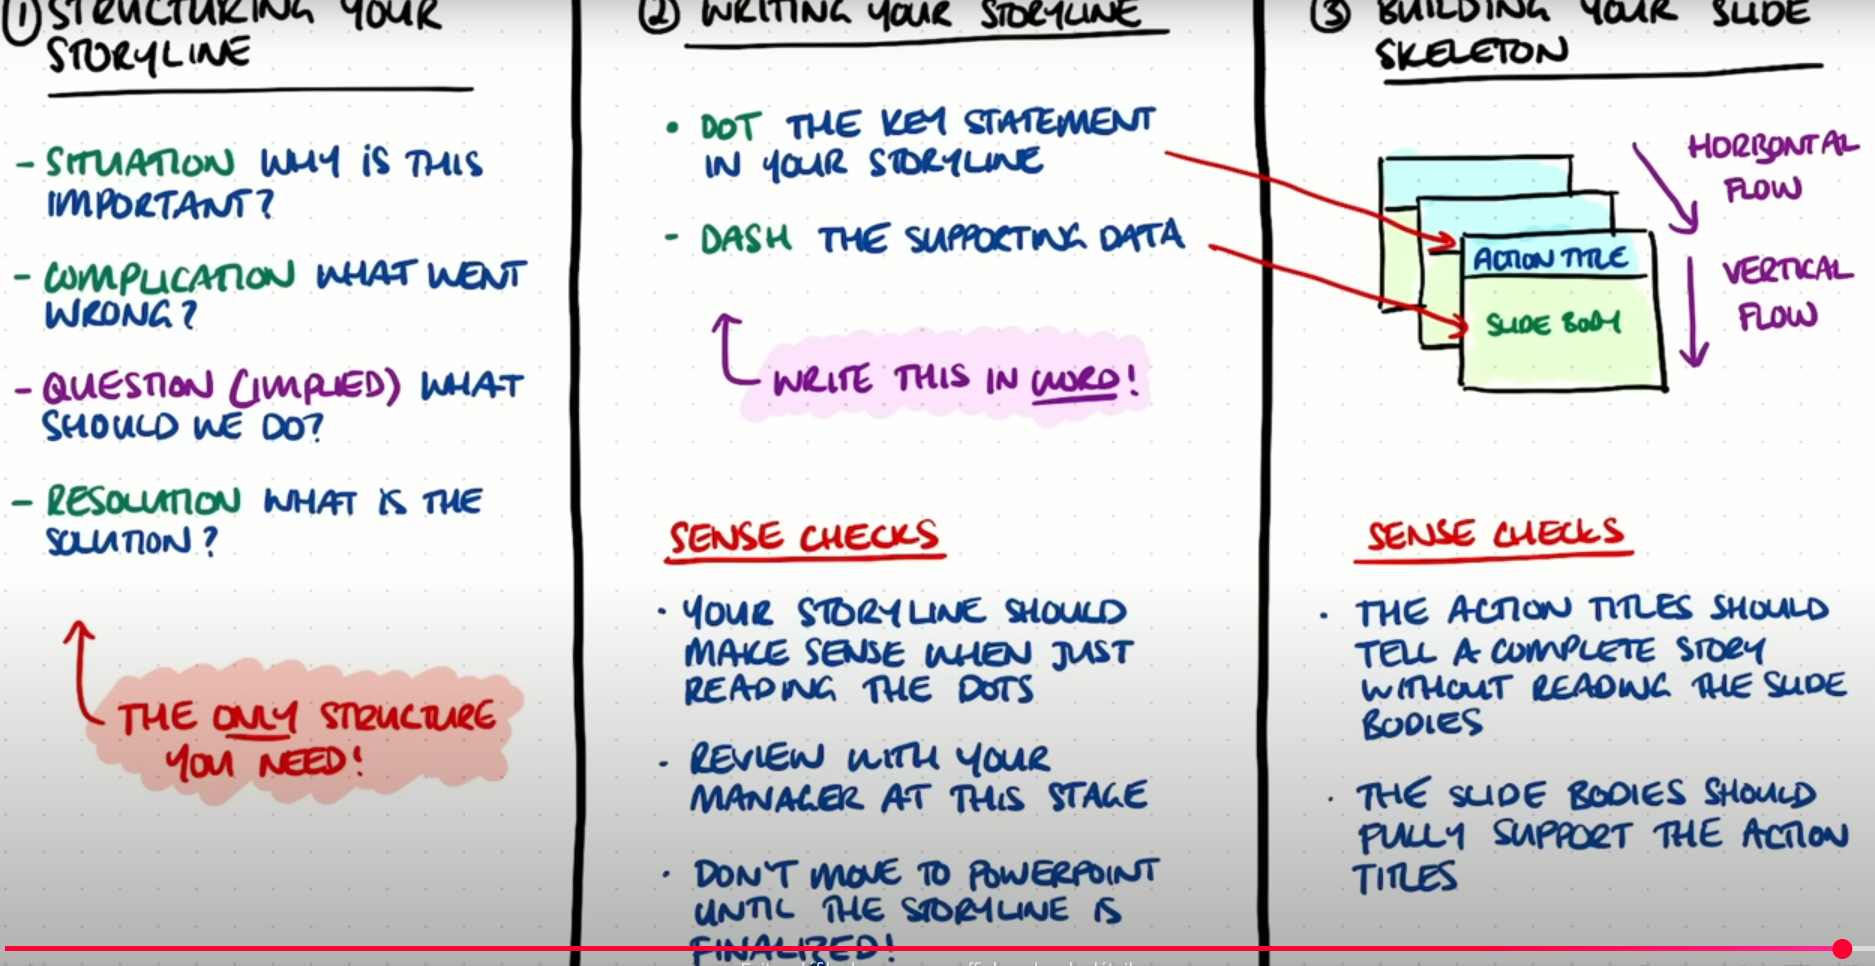 ① STRUCTURING YOUR
STORYLINE
- SITUATION WHY IS THIS
IMPORTANT?
- COMPLICATION WHAT WENT
WRONG?
- QUESTION (IMPLIED) WHAT
SHOULD WE DO?
- RESOLUTION WHAT IS THE
SOLUTION?
THE ONLY STRUCTURE
YOU NEED!
② WRITING YOUR STORYLINE
• DOT THE KEY STATEMENT
IN YOUR STORYLINE
- DASH THE SUPPORTING DATA
WRITE THIS IN WORD!
SENSE CHECKS
· YOUR STORYLINE SHOULD
MAKE SENSE WHEN JUST
READING THE DOTS
· REVIEW WITH YOUR
MANAGER AT THIS STAGE
· DON'T MOVE TO POWERPOINT
UNTIL THE STORYLINE IS
FINALIZED!
③ BUILDING YOUR SLIDE
SKELETON
HORIZONTAL
FLOW
ACTION TITLE
VERTICAL
FLOW
SLIDE BODY
SENSE CHECKS
· THE ACTION TITLES SHOULD
TELL A COMPLETE STORY
WITHOUT READING THE SLIDE
BODIES
· THE SLIDE BODIES SHOULD
FULLY SUPPORT THE ACTION
TITLES